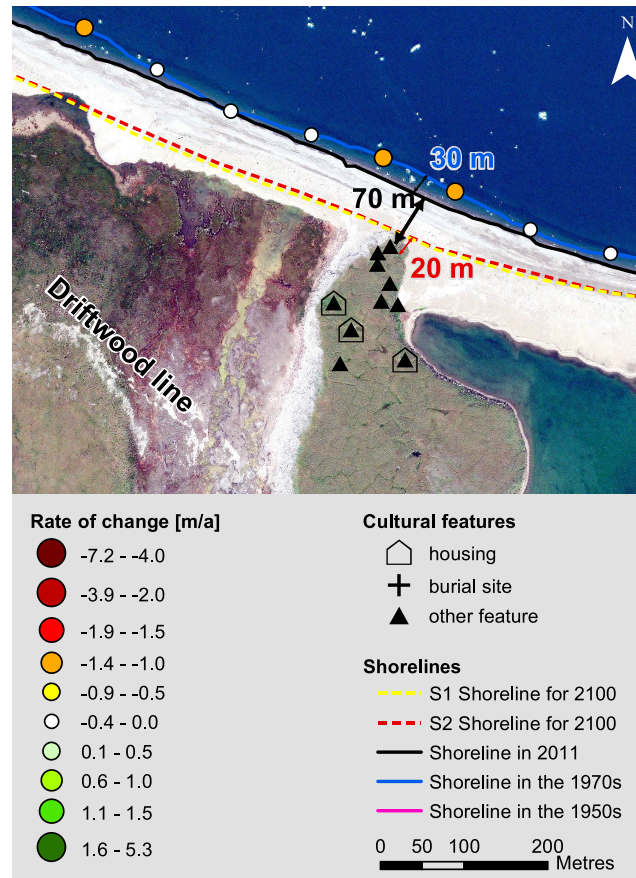 N
30 m
70 m
20 m
Driftwood line
Rate of change [m/a]
-7.2 - -4.0
-3.9 - -2.0
-1.9 - -1.5
-1.4 - -1.0
-0.9 - -0.5
-0.4 - 0.0
0.1 - 0.5
0.6 - 1.0
1.1 - 1.5
1.6 - 5.3
Cultural features
housing
burial site
other feature
Shorelines
S1 Shoreline for 2100
S2 Shoreline for 2100
Shoreline in 2011
Shoreline in the 1970s
Shoreline in the 1950s
0 50 100 200
Metres